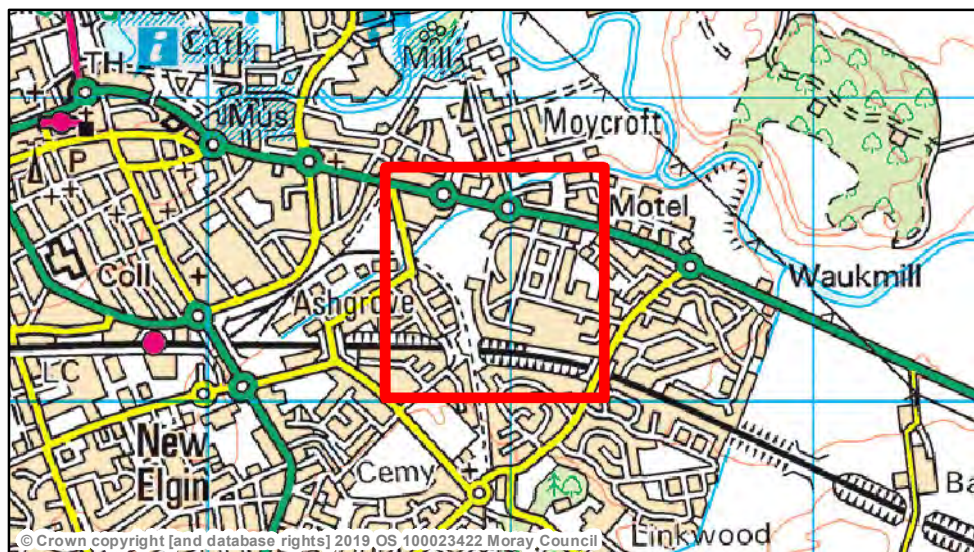 i Cath
Mill
TH
Mus
Moycroft
P
Motel
Coll
Ashgrove
Waukmill
LC
New
Elgin
Cemy
Ba
Linkwood
© Crown copyright [and database rights] 2019 OS 100023422 Moray Council